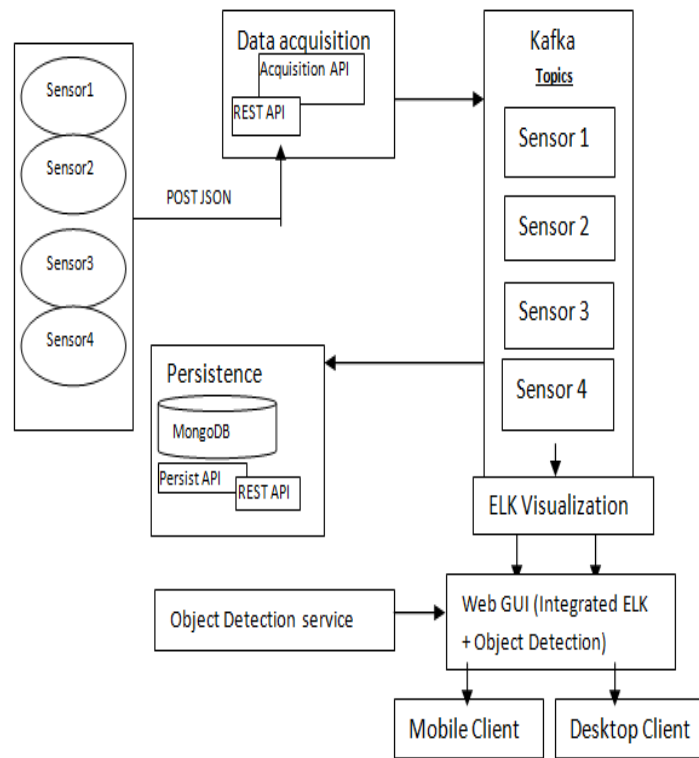 Sensor1
Sensor2
Sensor3
Sensor4
POST JSON
Data acquisition
Acquisition API
REST API
Kafka
Topics
Sensor 1
Sensor 2
Sensor 3
Sensor 4
Persistence
MongoDB
Persist API
REST API
ELK Visualization
Object Detection service
Web GUI (Integrated ELK
+ Object Detection)
Mobile Client
Desktop Client